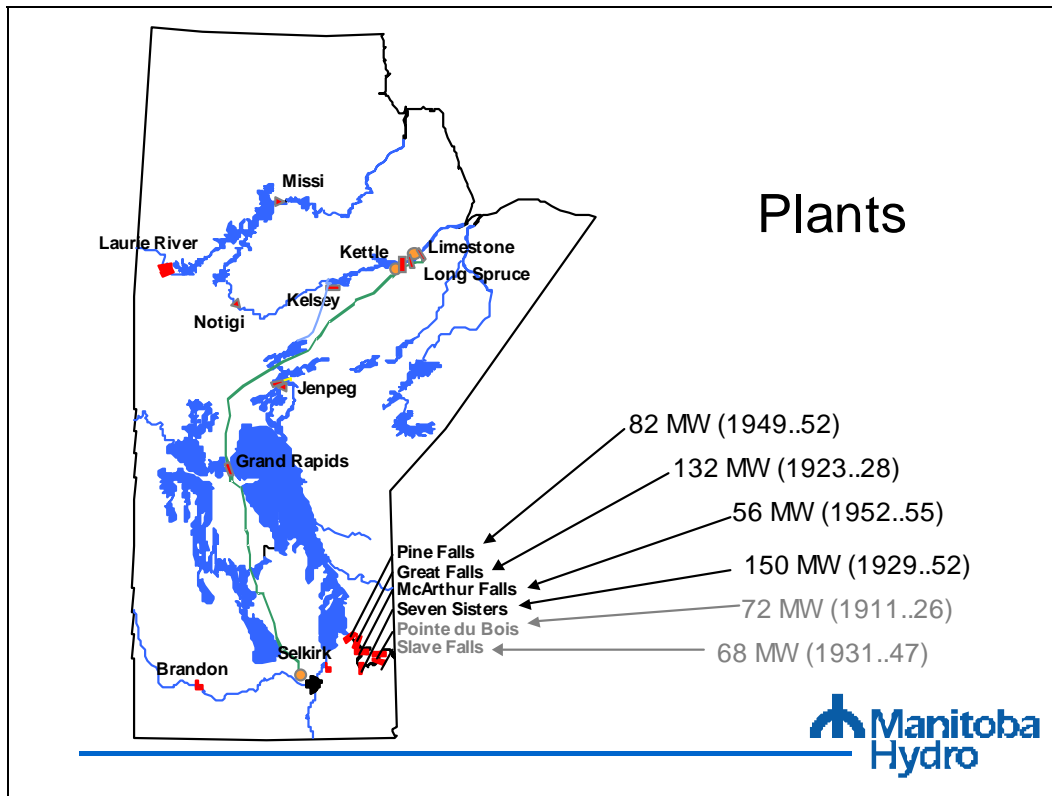 Plants
Missi
Laurie River
Kettle
Limestone
Long Spruce
Kelsey
Notigi
Jenpeg
Grand Rapids
82 MW (1949..52)
132 MW (1923..28)
56 MW (1952..55)
150 MW (1929..52)
72 MW (1911..26)
68 MW (1931..47)
Pine Falls
Great Falls
McArthur Falls
Seven Sisters
Pointe du Bois
Slave Falls
Selkirk
Brandon
Manitoba
Hydro